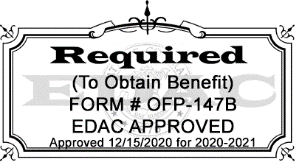 Required
(To Obtain Benefit)
FORM # OFP-147B
EDAC APPROVED
Approved 12/15/2020 for 2020-2021